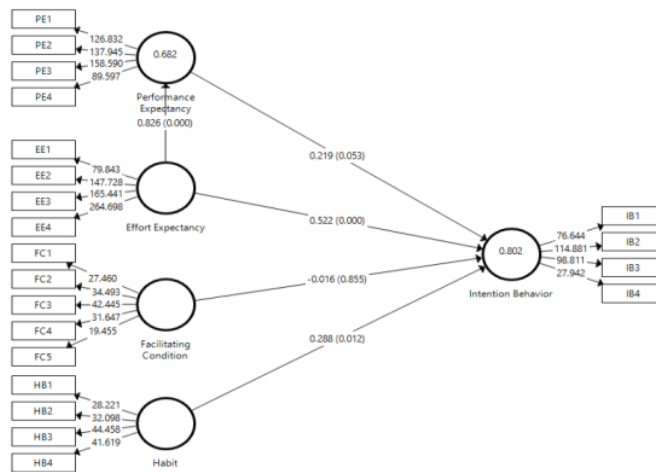 PE1
PE2
PE3
PE4
126.832
137.945
158.590
89.597
0.682
Performance
Expectancy
0.826 (0.000)
0.219 (0.053)
EE1
EE2
EE3
EE4
79.843
147.728
165.441
264.698
Effort Expectancy
0.522 (0.000)
FC1
FC2
FC3
FC4
FC5
27.460
34.493
42.445
31.647
19.455
Facilitating
Condition
-0.016 (0.855)
HB1
HB2
HB3
HB4
28.221
32.098
44.458
41.619
Habit
0.288 (0.012)
0.802
Intention Behavior
76.644
114.881
98.811
27.942
IB1
IB2
IB3
IB4